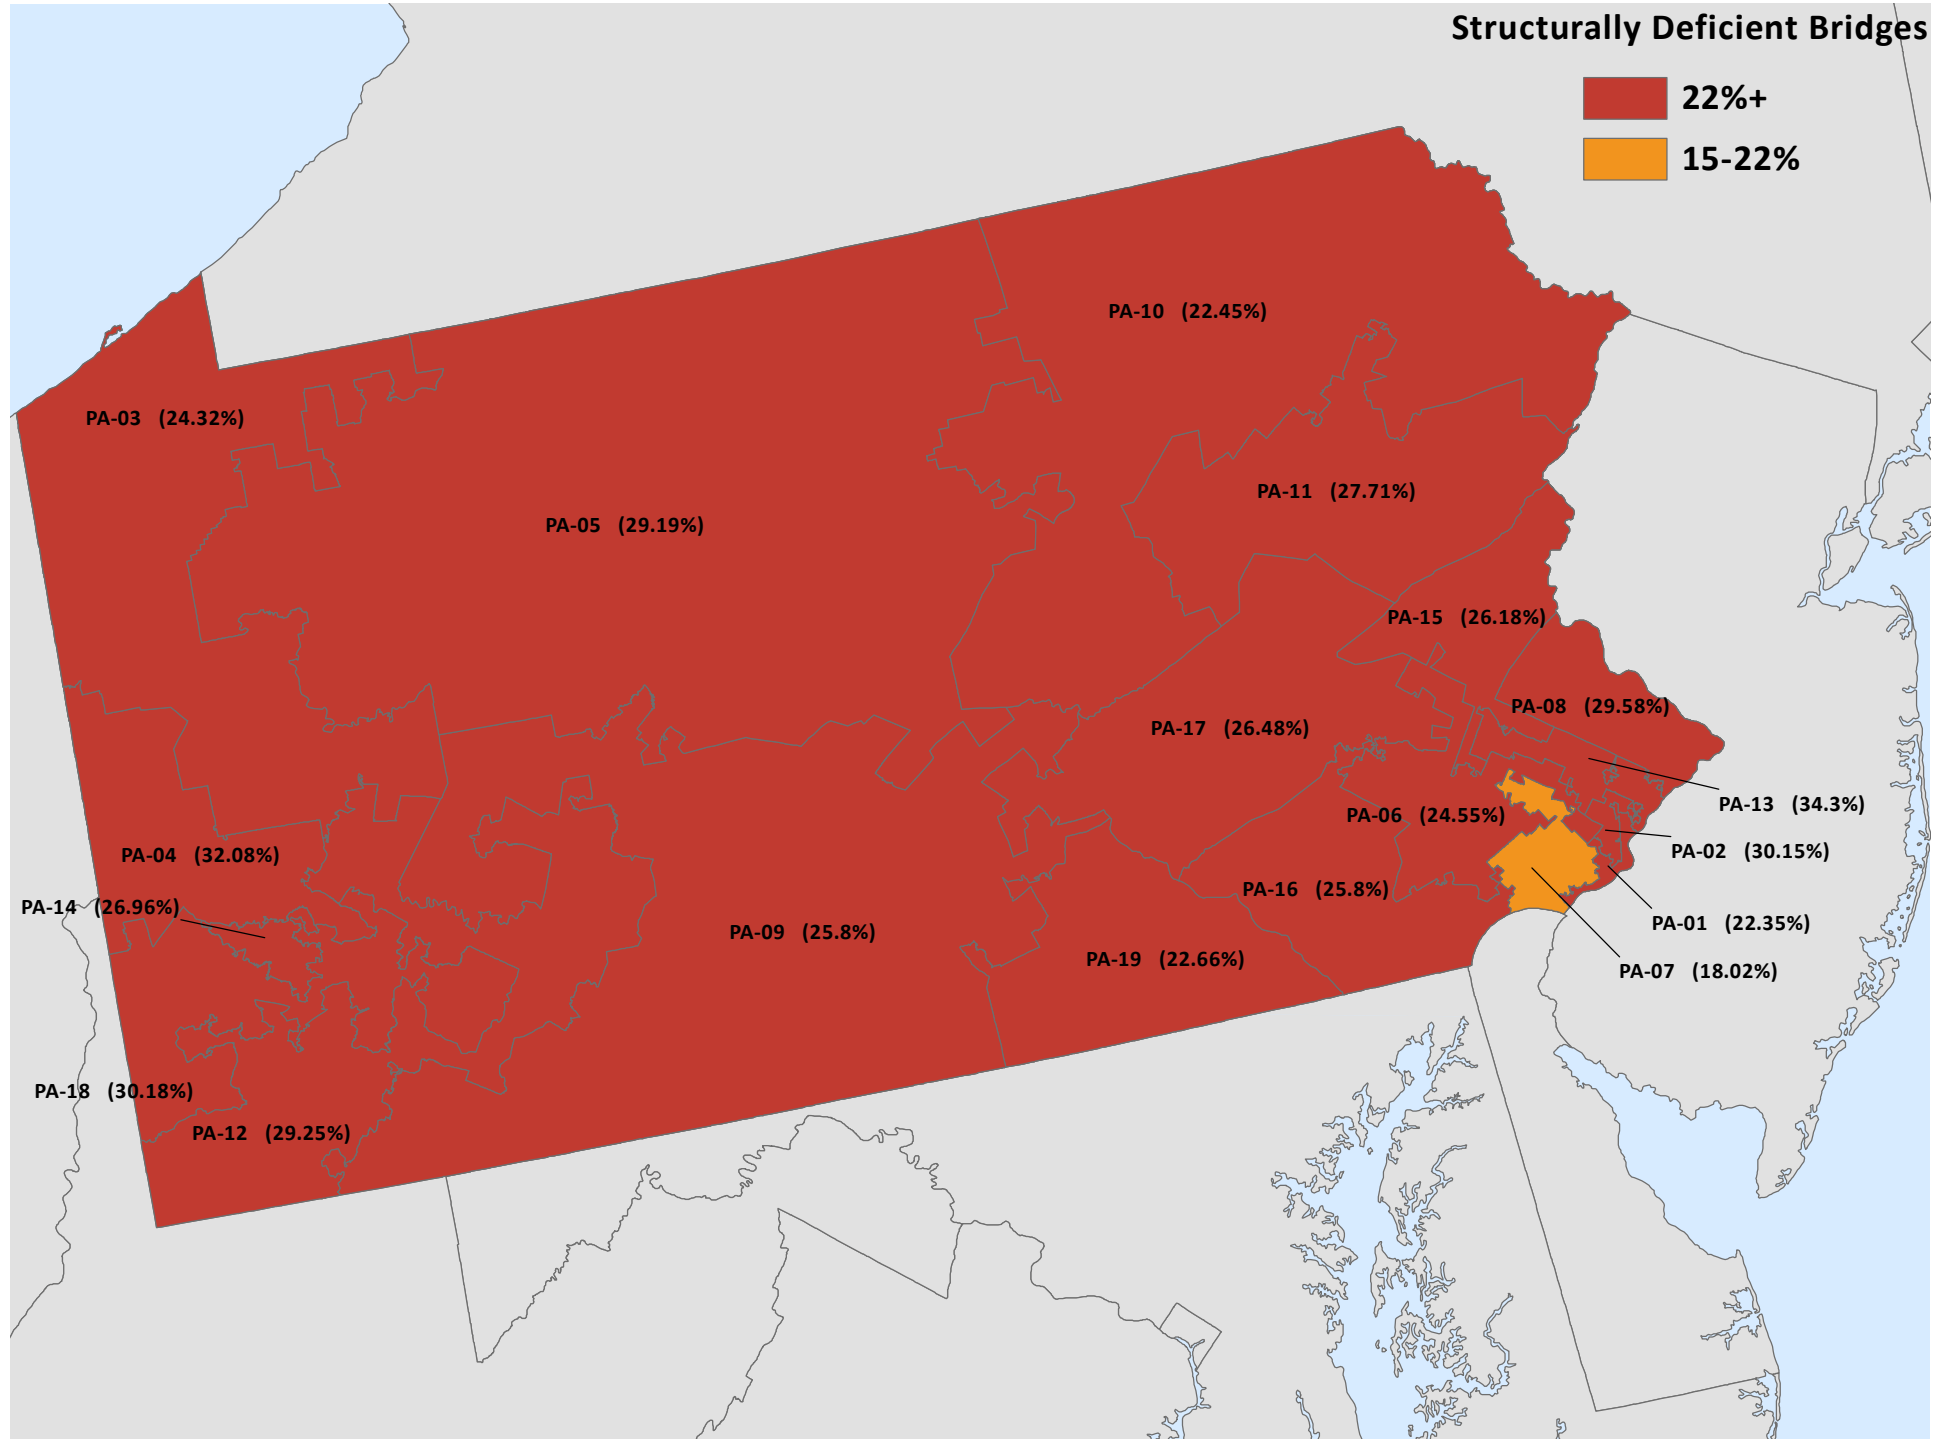 Structurally Deficient Bridges
22%+
15-22%
PA-10 (22.45%)
PA-03 (24.32%)
PA-11 (27.71%)
PA-05 (29.19%)
PA-15 (26.18%)
PA-08 (29.58%)
PA-17 (26.48%)
PA-13 (34.3%)
PA-06 (24.55%)
PA-02 (30.15%)
PA-04 (32.08%)
PA-16 (25.8%)
PA-14 (26.96%)
PA-01 (22.35%)
PA-09 (25.8%)
PA-19 (22.66%)
PA-07 (18.02%)
PA-18 (30.18%)
PA-12 (29.25%)